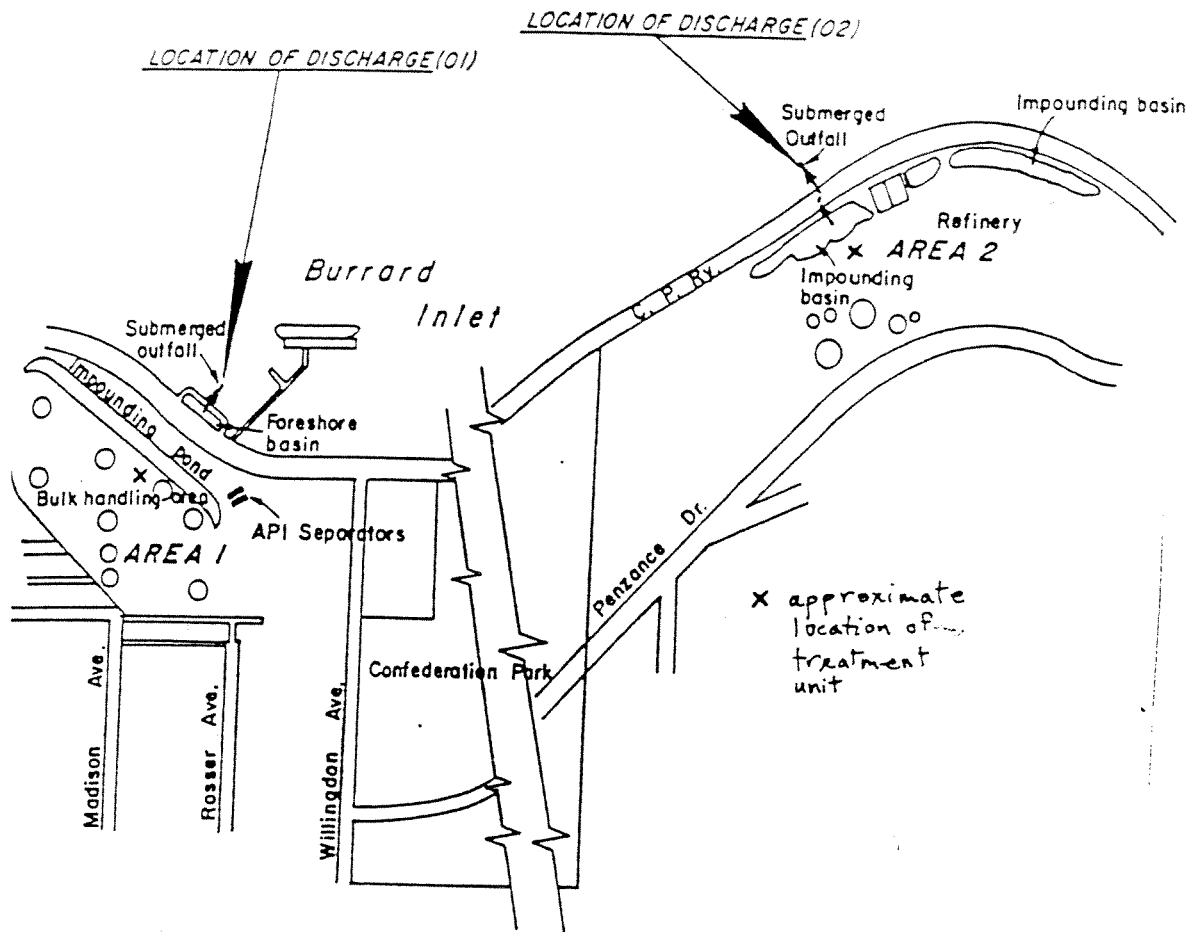 LOCATION OF DISCHARGE (02)
LOCATION OF DISCHARGE (01)
Submerged
Outfall
Impounding basin
Refinery
AREA 2
Impounding
basin
C. P. Ry.
Burrard
Inlet
Submerged
outfall
Impounding Pond
Foreshore
basin
Bulk handling area
API Separators
AREA 1
Penzance Dr.
x approximate
location of
treatment
unit
Confederation Park
Madison Ave.
Rosser Ave.
Willingdan Ave.